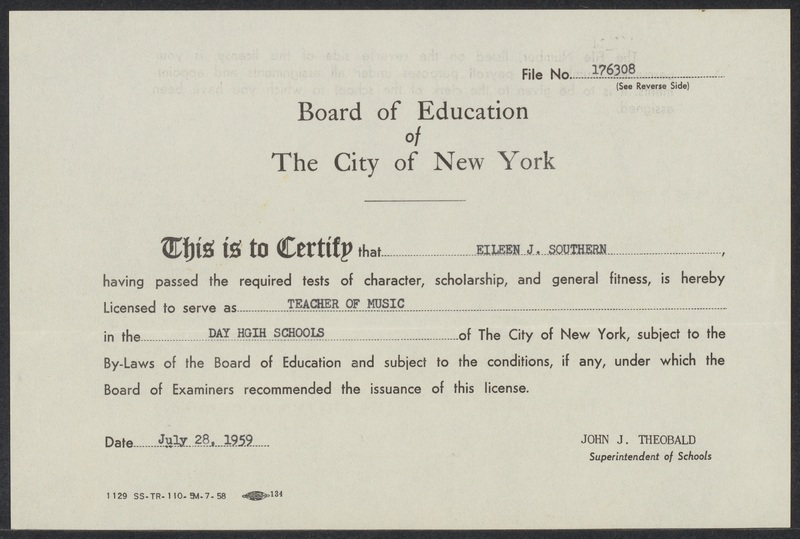 File No. 176308
(See Reverse Side)
Board of Education
of
The City of New York
This is to Certify that EILEEN J. SOUTHERN,
having passed the required tests of character, scholarship, and general fitness, is hereby
Licensed to serve as TEACHER OF MUSIC
in the DAY HGIH SCHOOLS of The City of New York, subject to the
By-Laws of the Board of Education and subject to the conditions, if any, under which the
Board of Examiners recommended the issuance of this license.
Date July 28, 1959
JOHN J. THEOBALD
Superintendent of Schools
1129 SS-TR-110-5M-7-58 134